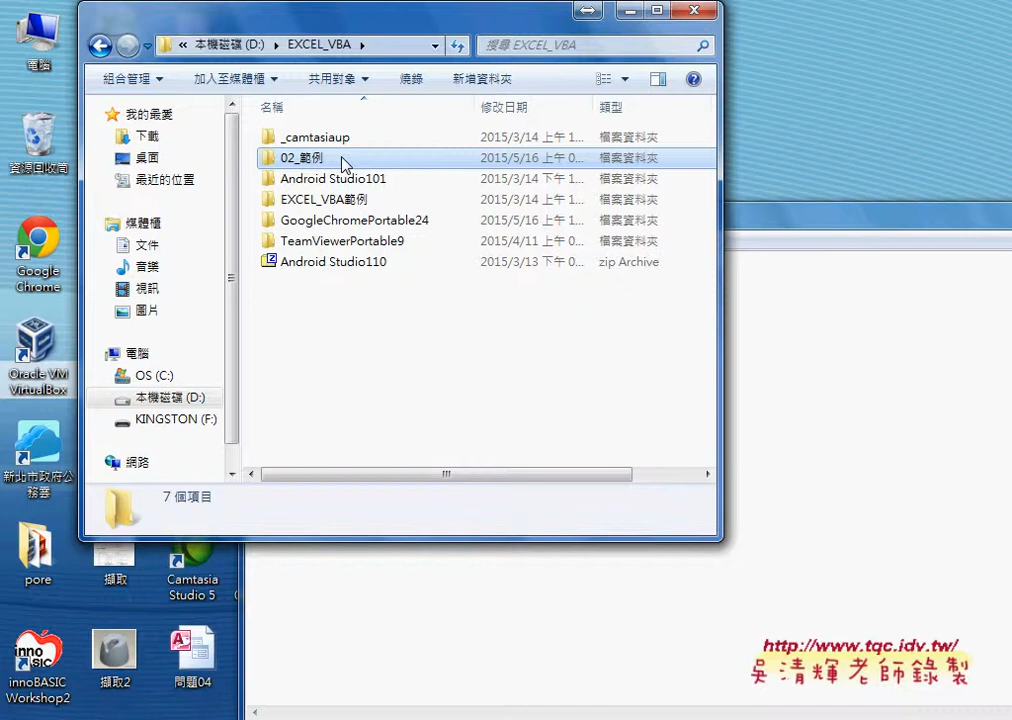 電腦
資源回收筒
Google Chrome
Oracle VM VirtualBox
新北市政府公務雲
pore
擷取
Camtasia Studio 5
innoBASIC Workshop2
擷取2
問題04
« 本機磁碟 (D:) ▸ EXCEL_VBA ▸
搜尋 EXCEL_VBA
組合管理 ▼ 加入至媒體櫃 ▼ 共用對象 ▼ 燒錄 新增資料夾
我的最愛
下載
桌面
最近的位置
媒體櫃
文件
音樂
視訊
圖片
電腦
OS (C:)
本機磁碟 (D:)
KINGSTON (F:)
網路
名稱 修改日期 類型
_camtasiaup 2015/3/14 上午 1... 檔案資料夾
02_範例 2015/5/16 上午 0... 檔案資料夾
Android Studio101 2015/3/14 下午 1... 檔案資料夾
EXCEL_VBA範例 2015/3/14 上午 1... 檔案資料夾
GoogleChromePortable24 2015/5/16 上午 0... 檔案資料夾
TeamViewerPortable9 2015/4/11 上午 0... 檔案資料夾
Android Studio110 2015/3/13 下午 0... zip Archive
7 個項目
http://www.tqc.idv.tw/
吳清輝老師錄製